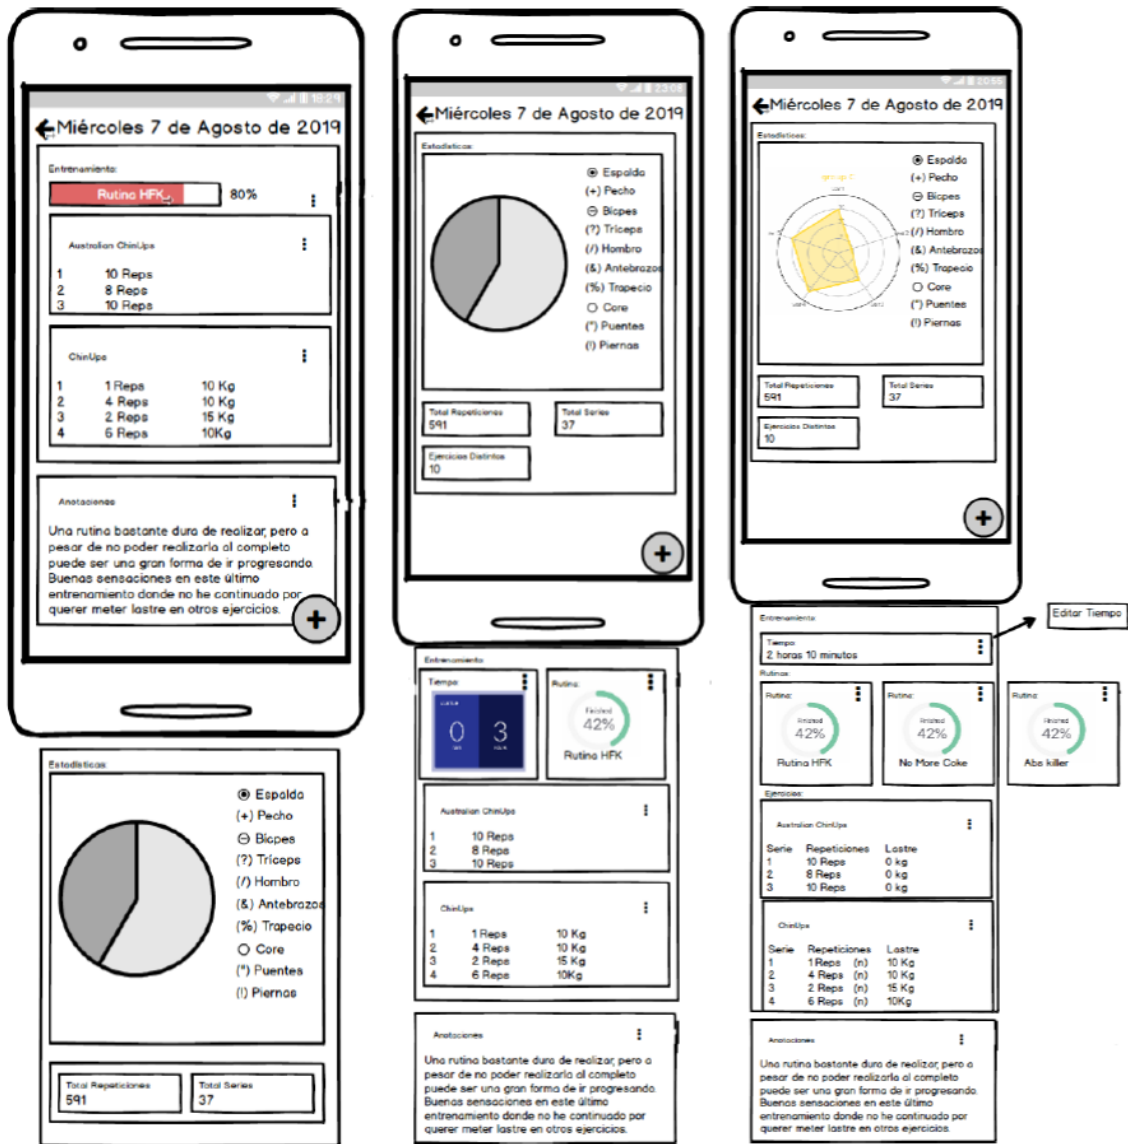 18:29
Miércoles 7 de Agosto de 2019
Entrenamiento:
Rutina HFK
80%
Australian ChinUps
1 10 Reps
2 8 Reps
3 10 Reps
ChinUps
1 1 Reps 10 Kg
2 4 Reps 10 Kg
3 2 Reps 15 Kg
4 6 Reps 10Kg
Anotaciones
Una rutina bastante dura de realizar, pero a
pesar de no poder realizarla al completo
puede ser una gran forma de ir progresando.
Buenas sensaciones en este último
entrenamiento donde no he continuado por
querer meter lastre en otros ejercicios.
+
Estadísticas:
Espalda
(+) Pecho
Bícpes
(?) Tríceps
(/) Hombro
(&) Antebrazos
(%) Trapecio
Core
(") Puentes
(!) Piernas
Total Repeticiones
591
Total Series
37
23:08
Miércoles 7 de Agosto de 2019
Estadísticas:
Espalda
(+) Pecho
Bícpes
(?) Tríceps
(/) Hombro
(&) Antebrazos
(%) Trapecio
Core
(") Puentes
(!) Piernas
Total Repeticiones
591
Total Series
37
Ejercicios Distintos
10
+
Entrenamiento:
Tiempo:
0 3
Rutina:
Finished
42%
Rutina HFK
Australian ChinUps
1 10 Reps
2 8 Reps
3 10 Reps
ChinUps
1 1 Reps 10 Kg
2 4 Reps 10 Kg
3 2 Reps 15 Kg
4 6 Reps 10Kg
Anotaciones
Una rutina bastante dura de realizar, pero a
pesar de no poder realizarla al completo
puede ser una gran forma de ir progresando.
Buenas sensaciones en este último
entrenamiento donde no he continuado por
querer meter lastre en otros ejercicios.
20:55
Miércoles 7 de Agosto de 2019
Estadísticas:
Espalda
(+) Pecho
Bícpes
(?) Tríceps
(/) Hombro
(&) Antebrazos
(%) Trapecio
Core
(") Puentes
(!) Piernas
Total Repeticiones
591
Total Series
37
Ejercicios Distintos
10
+
Entrenamiento:
Tiempo:
2 horas 10 minutos
Editar Tiempo
Rutinas:
Rutina:
Finished
42%
Rutina HFK
Rutina:
Finished
42%
No More Coke
Rutina:
Finished
42%
Abs killer
Ejercicios:
Australian ChinUps
Serie Repeticiones Lastre
1 10 Reps 0 kg
2 8 Reps 0 kg
3 10 Reps 0 kg
ChinUps
Serie Repeticiones Lastre
1 1 Reps (n) 10 Kg
2 4 Reps (n) 10 Kg
3 2 Reps (n) 15 Kg
4 6 Reps (n) 10Kg
Anotaciones
Una rutina bastante dura de realizar, pero a
pesar de no poder realizarla al completo
puede ser una gran forma de ir progresando.
Buenas sensaciones en este último
entrenamiento donde no he continuado por
querer meter lastre en otros ejercicios.